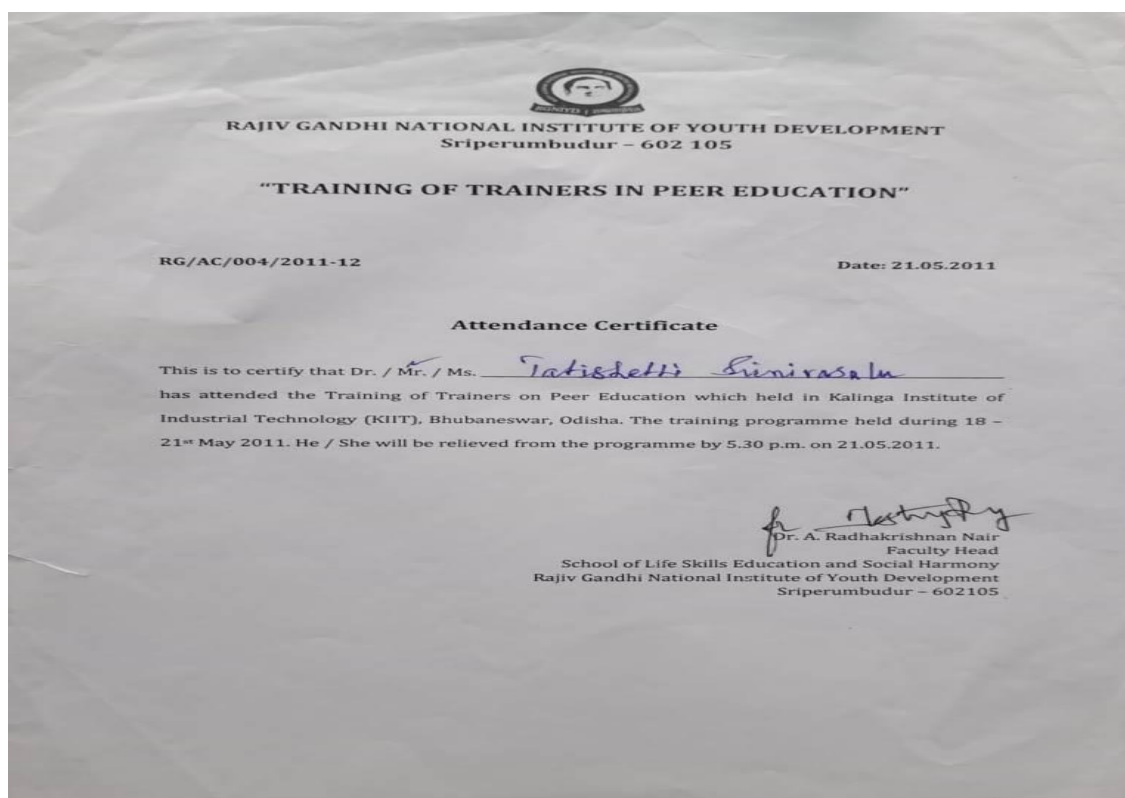 RAJIV GANDHI NATIONAL INSTITUTE OF YOUTH DEVELOPMENT
Sriperumbudur – 602 105
“TRAINING OF TRAINERS IN PEER EDUCATION”
RG/AC/004/2011-12
Date: 21.05.2011
Attendance Certificate
This is to certify that Dr. / Mr. / Ms. Tatishetti Srinivasalu
has attended the Training of Trainers on Peer Education which held in Kalinga Institute of
Industrial Technology (KIIT), Bhubaneswar, Odisha. The training programme held during 18 –
21st May 2011. He / She will be relieved from the programme by 5.30 p.m. on 21.05.2011.
for
Dr. A. Radhakrishnan Nair
Faculty Head
School of Life Skills Education and Social Harmony
Rajiv Gandhi National Institute of Youth Development
Sriperumbudur – 602105